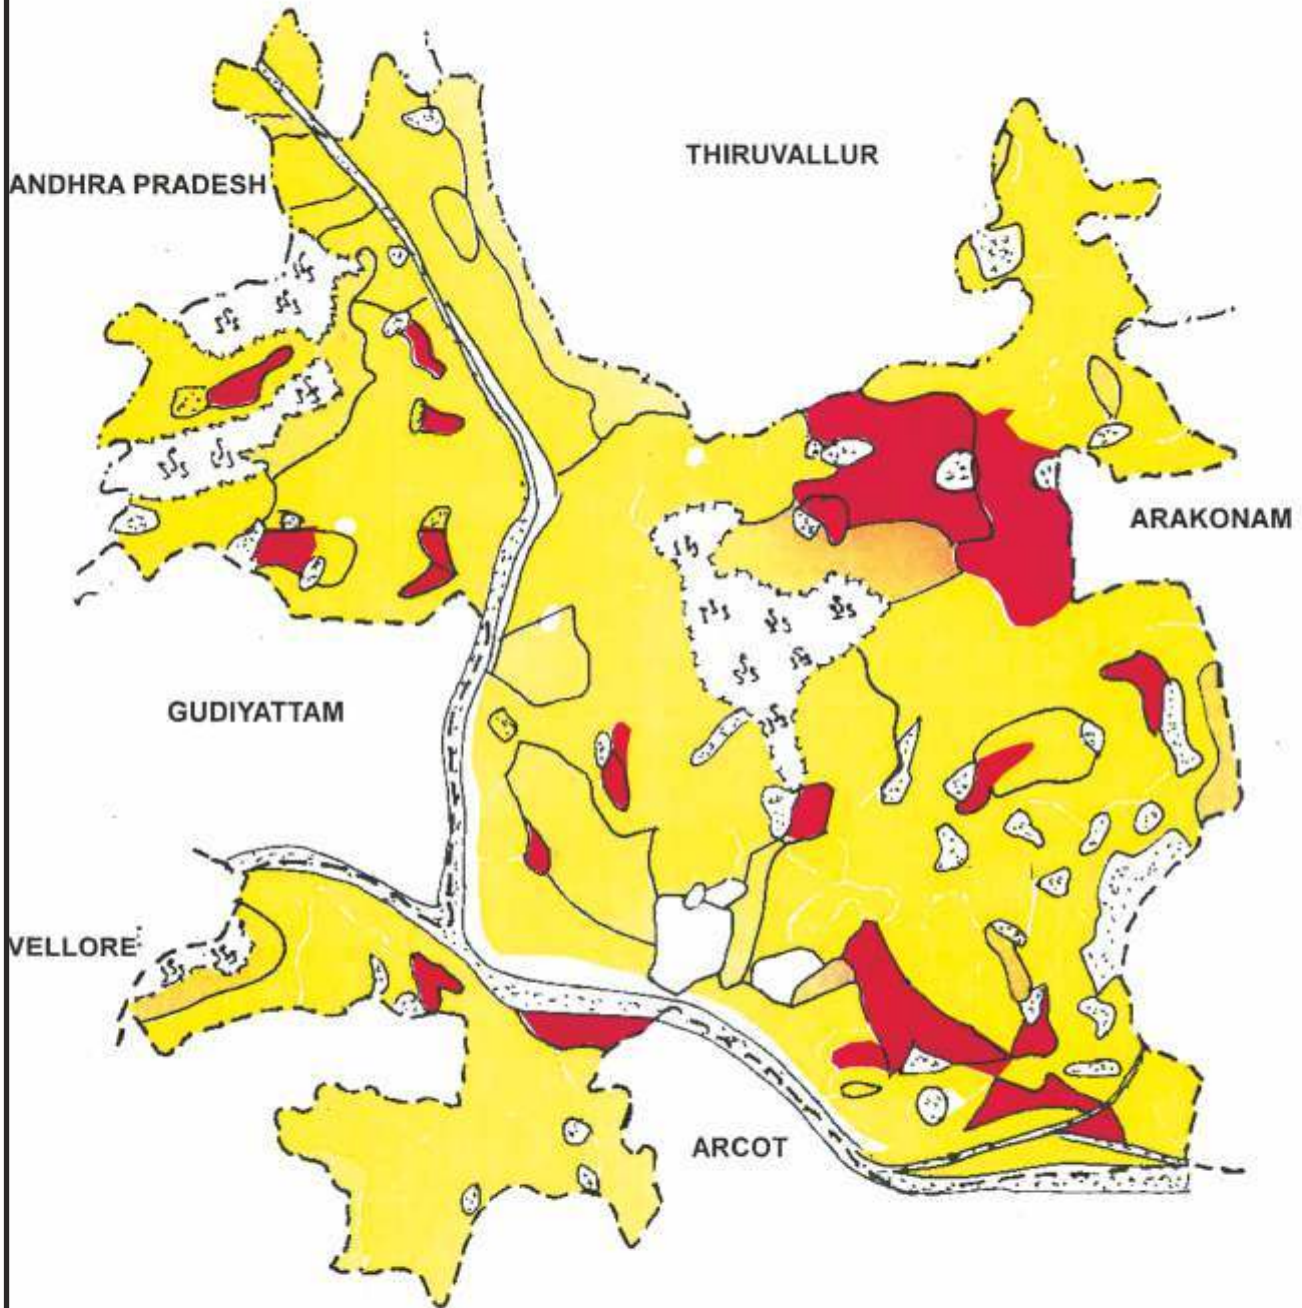 THIRUVALLUR
ANDHRA PRADESH
ARAKONAM
GUDIYATTAM
VELLORE
ARCOT